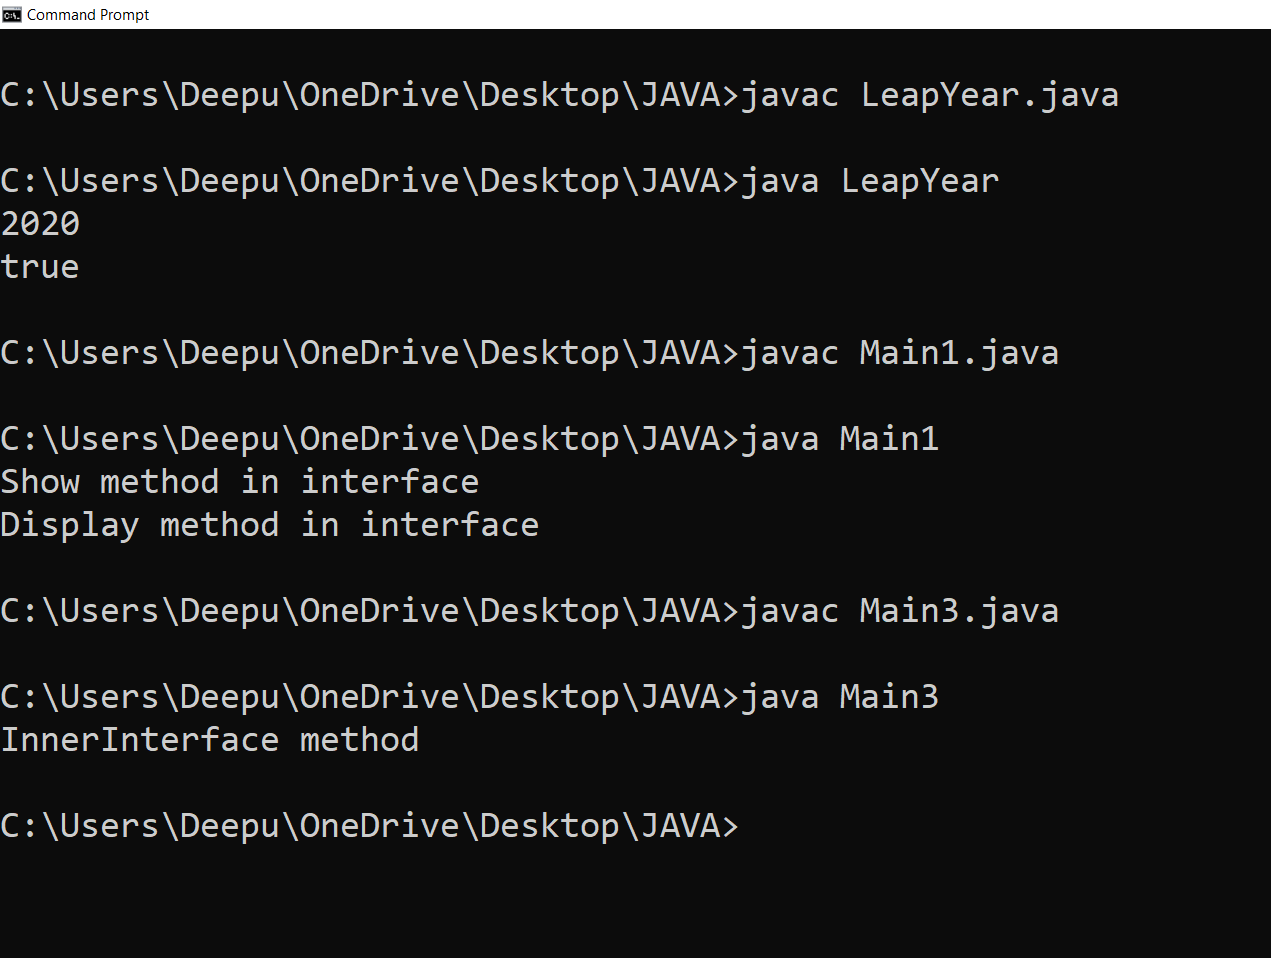 Command Prompt
C:\Users\Deepu\OneDrive\Desktop\JAVA>javac LeapYear.java
C:\Users\Deepu\OneDrive\Desktop\JAVA>java LeapYear
2020
true
C:\Users\Deepu\OneDrive\Desktop\JAVA>javac Main1.java
C:\Users\Deepu\OneDrive\Desktop\JAVA>java Main1
Show method in interface
Display method in interface
C:\Users\Deepu\OneDrive\Desktop\JAVA>javac Main3.java
C:\Users\Deepu\OneDrive\Desktop\JAVA>java Main3
InnerInterface method
C:\Users\Deepu\OneDrive\Desktop\JAVA>